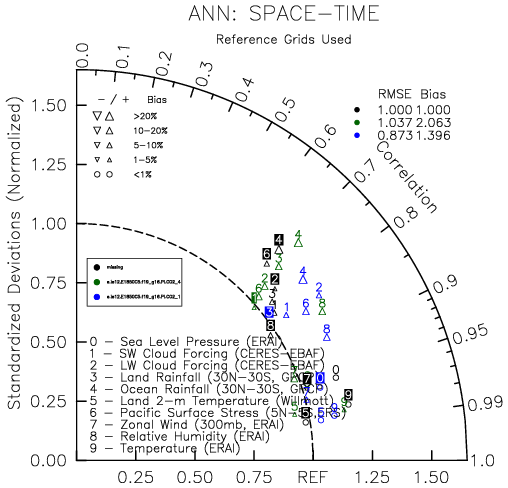 ANN: SPACE-TIME
Reference Grids Used
0.0 0.1 0.2 0.3 0.4 0.5 0.6 0.7 0.8 0.9 0.95 0.99 1.0
Correlation
RMSE Bias
1.000 1.000
1.037 2.063
0.873 1.396
- / + Bias
>20%
10-20%
5-10%
1-5%
<1%
Standardized Deviations (Normalized)
1.50
1.25
1.00
0.75
0.50
0.25
0.00
missing
0 - Sea Level Pressure (ERAI)
1 - SW Cloud Forcing (CERES-EBAF)
2 - LW Cloud Forcing (CERES-EBAF)
3 - Land Rainfall (30N-30S,
4 - Ocean Rainfall (30N-30S,
5 - Land 2-m Temperature (Willmott)
6 - Pacific Surface Stress
7 - Zonal Wind (300mb, ERAI)
8 - Relative Humidity (ERAI)
9 - Temperature (ERAI)
0.25 0.50 0.75 REF 1.25 1.50